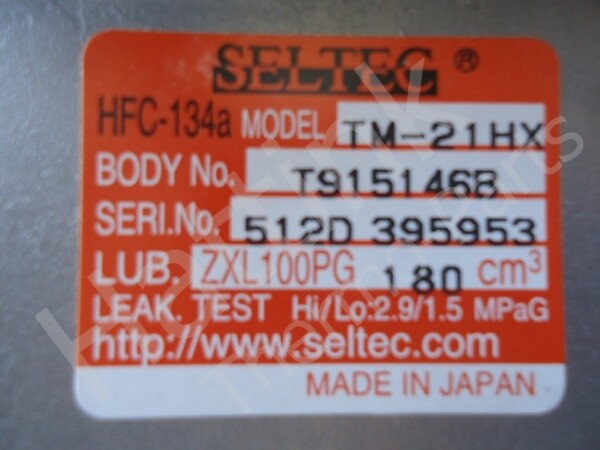 SELTEC ®
HFC-134a MODEL TM-21HX
BODY No. T915146B
SERI.No. 512D 395953
LUB. ZXL100PG 180 cm³
LEAK. TEST Hi/Lo:2.9/1.5 MPaG
http://www.seltec.com
MADE IN JAPAN